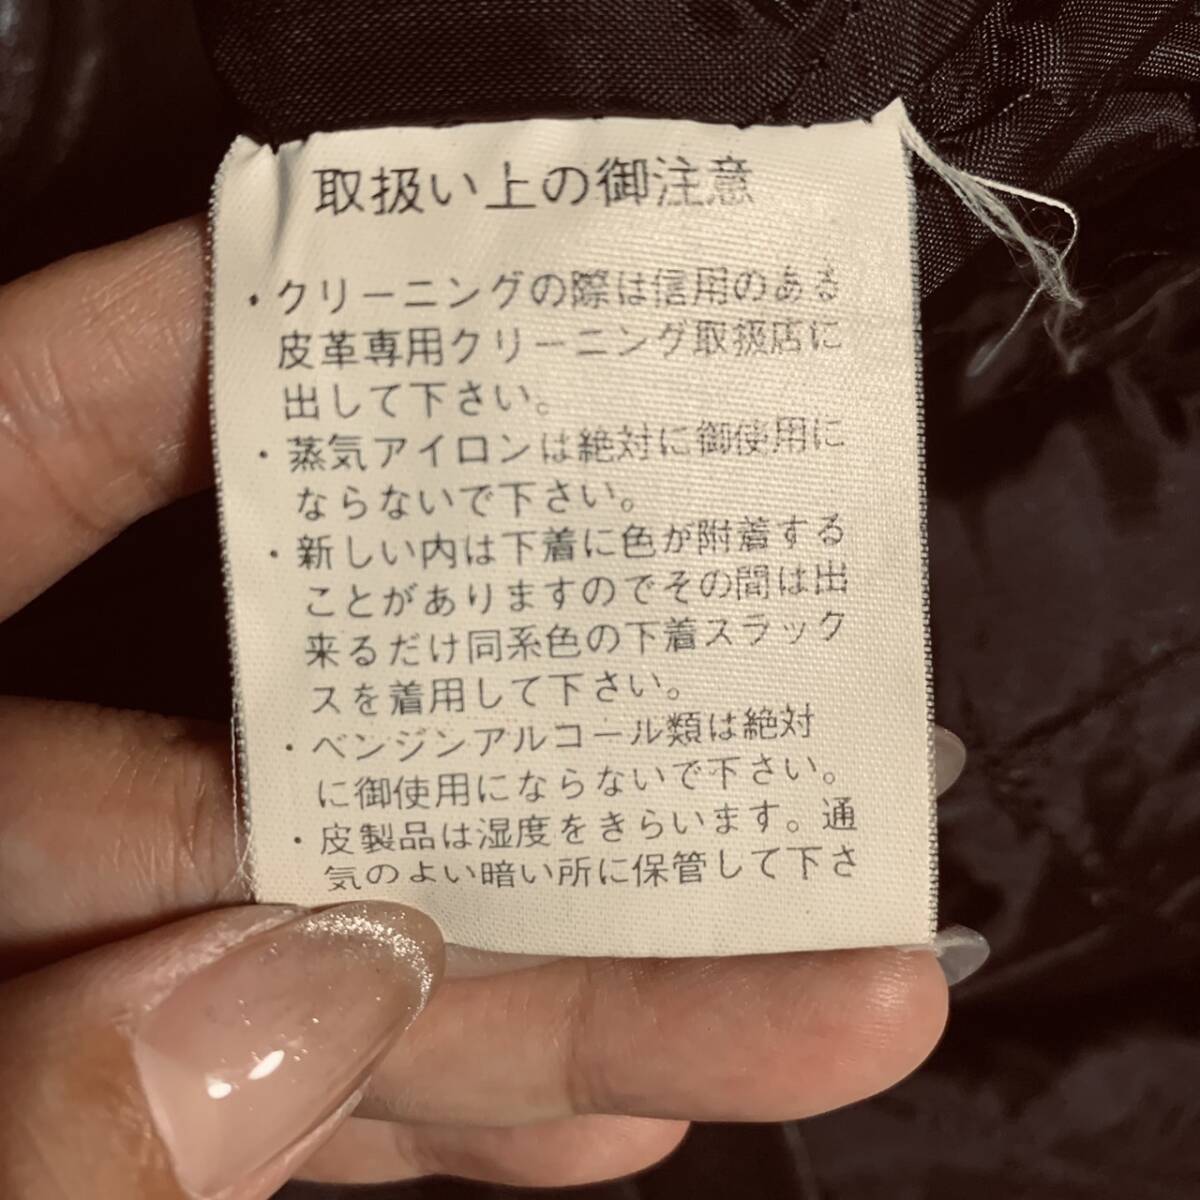 取扱い上の御注意
・クリーニングの際は信用のある
皮革専用クリーニング取扱店に
出して下さい。
・蒸気アイロンは絶対に御使用に
ならないで下さい。
・新しい内は下着に色が附着する
ことがありますのでその間は出
来るだけ同系色の下着スラック
スを着用して下さい。
・ベンジンアルコール類は絶対
に御使用にならないで下さい。
・皮製品は湿度をきらいます。通
気のよい暗い所に保管して下さ